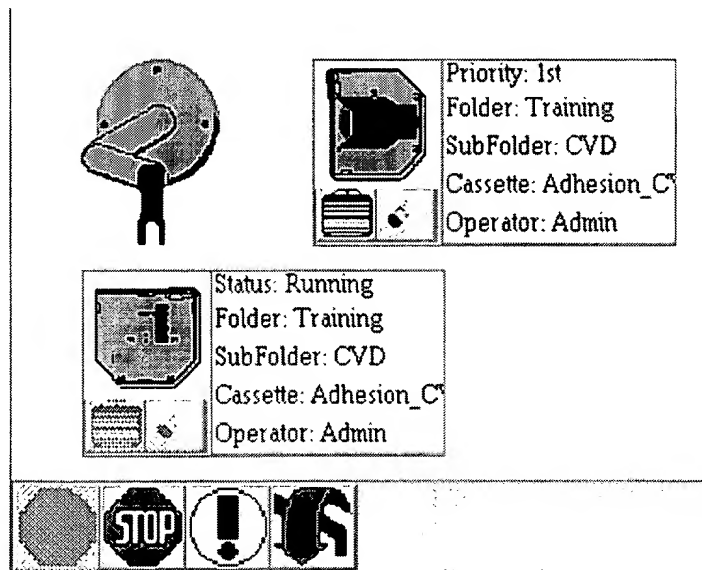 Priority: 1st
Folder: Training
SubFolder: CVD
Cassette: Adhesion_C
Operator: Admin
Status: Running
Folder: Training
SubFolder: CVD
Cassette: Adhesion_C
Operator: Admin
STOP
!